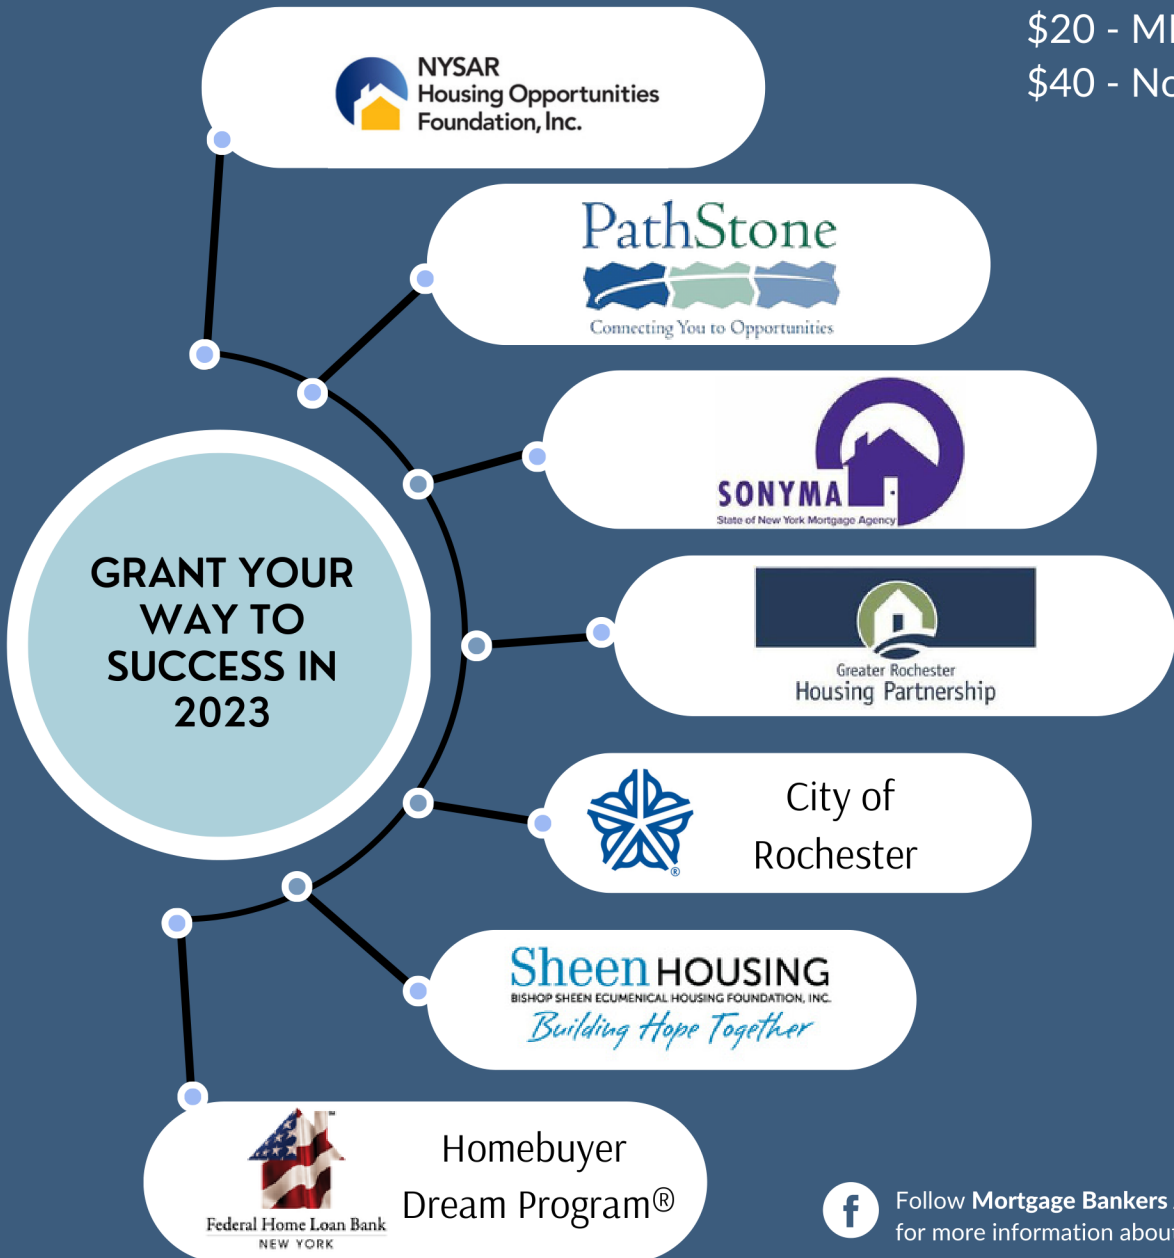 $20 -
$40 -
NYSAR
Housing Opportunities
Foundation, Inc.
PathStone
Connecting You to Opportunities
SONYMA
State of New York Mortgage Agency
GRANT YOUR
WAY TO
SUCCESS IN
2023
Greater Rochester
Housing Partnership
City of
Rochester
®
Sheen HOUSING
BISHOP SHEEN ECUMENICAL HOUSING FOUNDATION, INC.
Building Hope Together
Homebuyer
Dream Program®
™
Federal Home Loan Bank
NEW YORK
f
Follow Mortgage Bankers
for more information about